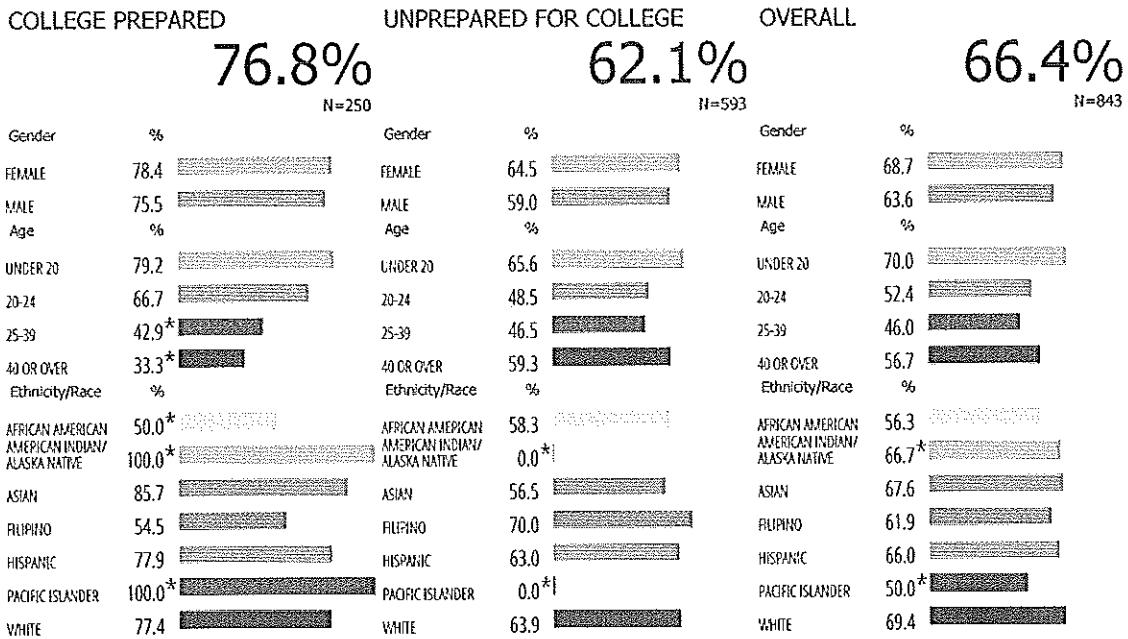 COLLEGE PREPARED
76.8%
N=250
Gender %
FEMALE 78.4
MALE 75.5
Age %
UNDER 20 79.2
20-24 66.7
25-39 42.9*
40 OR OVER 33.3*
Ethnicity/Race %
AFRICAN AMERICAN 50.0*
AMERICAN INDIAN/
ALASKA NATIVE 100.0*
ASIAN 85.7
FILIPINO 54.5
HISPANIC 77.9
PACIFIC ISLANDER 100.0*
WHITE 77.4
UNPREPARED FOR COLLEGE
62.1%
N=593
Gender %
FEMALE 64.5
MALE 59.0
Age %
UNDER 20 65.6
20-24 48.5
25-39 46.5
40 OR OVER 59.3
Ethnicity/Race %
AFRICAN AMERICAN 58.3
AMERICAN INDIAN/
ALASKA NATIVE 0.0*
ASIAN 56.5
FILIPINO 70.0
HISPANIC 63.0
PACIFIC ISLANDER 0.0*
WHITE 63.9
OVERALL
66.4%
N=843
Gender %
FEMALE 68.7
MALE 63.6
Age %
UNDER 20 70.0
20-24 52.4
25-39 46.0
40 OR OVER 56.7
Ethnicity/Race %
AFRICAN AMERICAN 56.3
AMERICAN INDIAN/
ALASKA NATIVE 66.7*
ASIAN 67.6
FILIPINO 61.9
HISPANIC 66.0
PACIFIC ISLANDER 50.0*
WHITE 69.4